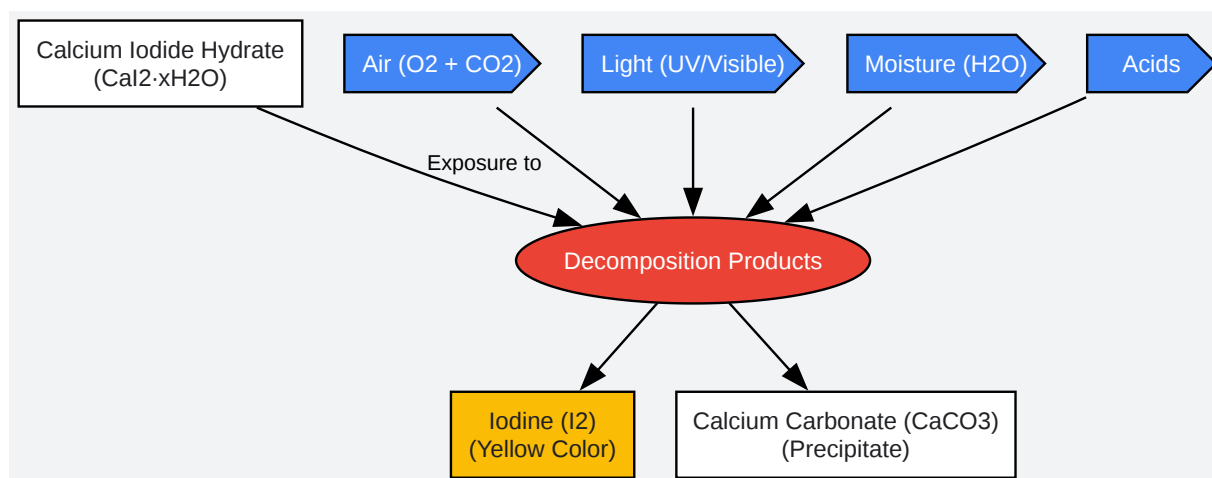 Calcium Iodide Hydrate
(CaI2·xH2O)
Air (O2 + CO2)
Light (UV/Visible)
Moisture (H2O)
Acids
Exposure to
Decomposition Products
Iodine (I2)
(Yellow Color)
Calcium Carbonate (CaCO3)
(Precipitate)